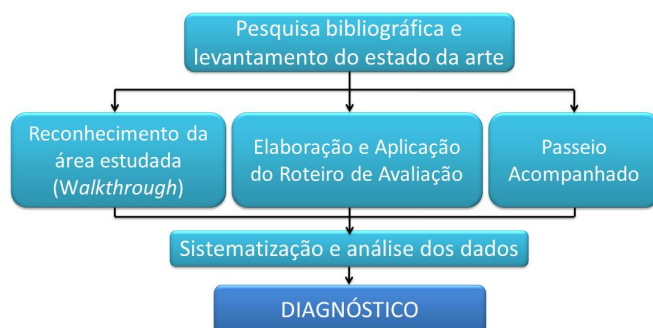 Pesquisa bibliográfica e
levantamento do estado da arte
Reconhecimento da
área estudada
(Walkthrough)
Elaboração e Aplicação
do Roteiro de Avaliação
Passeio
Acompanhado
Sistematização e análise dos dados
DIAGNÓSTICO